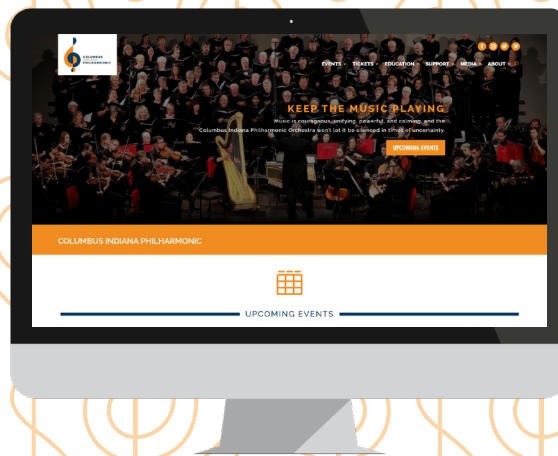 COLUMBUS
INDIANA
PHILHARMONIC
EVENTS TICKETS EDUCATION SUPPORT MEDIA ABOUT
KEEP THE MUSIC PLAYING
Music is courageous, unifying, powerful, and calming, and the
Columbus Indiana Philharmonic Orchestra won't let it be silenced in times of uncertainty.
UPCOMING EVENTS
COLUMBUS INDIANA PHILHARMONIC
UPCOMING EVENTS